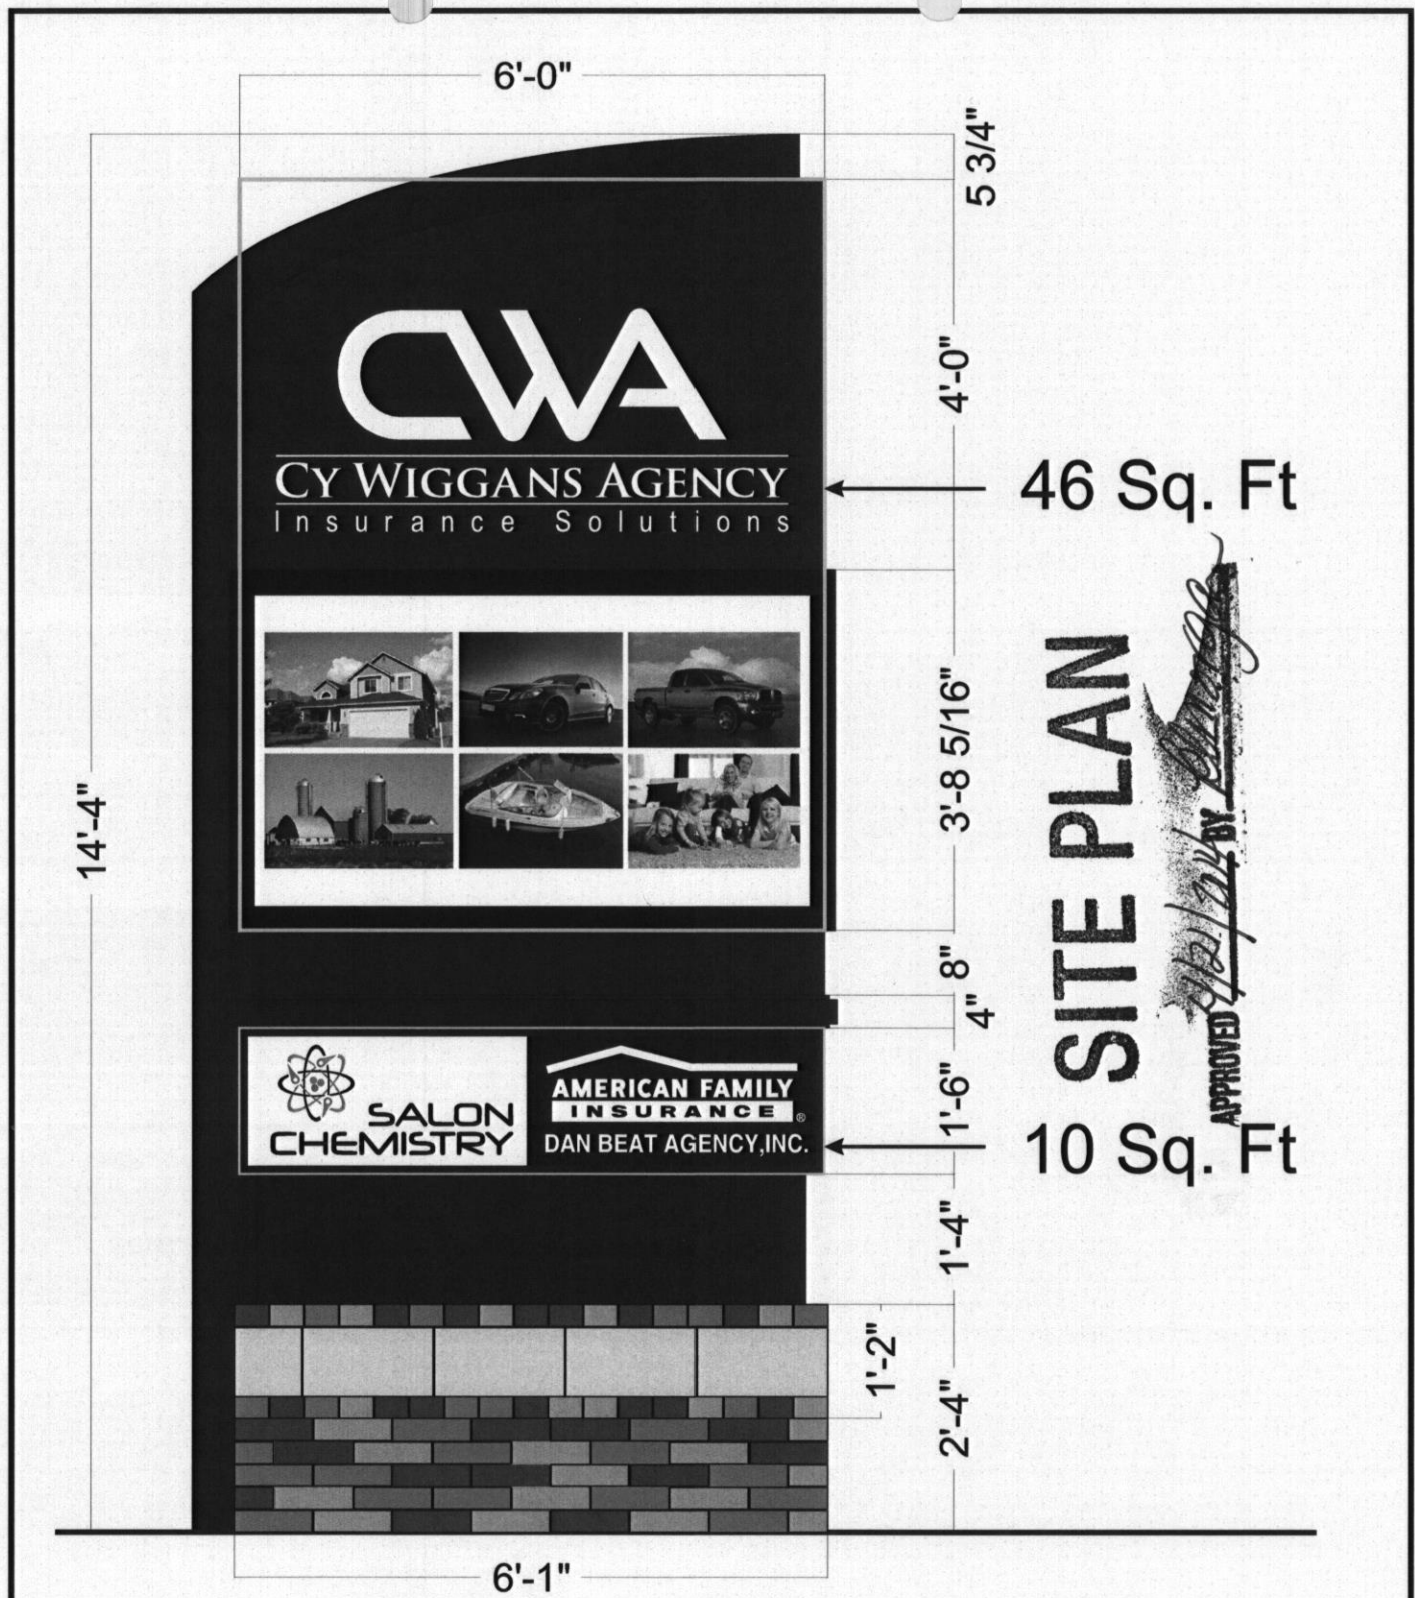 6'-0"
5 3/4"
4'-0"
CWA
CY WIGGANS AGENCY
Insurance Solutions
46 Sq. Ft
3'-8 5/16"
14'-4"
SITE PLAN
APPROVED BY
8"
4"
SALON
CHEMISTRY
AMERICAN FAMILY
INSURANCE ®
DAN BEAT AGENCY,INC.
1'-6"
10 Sq. Ft
1'-4"
1'-2"
2'-4"
6'-1"